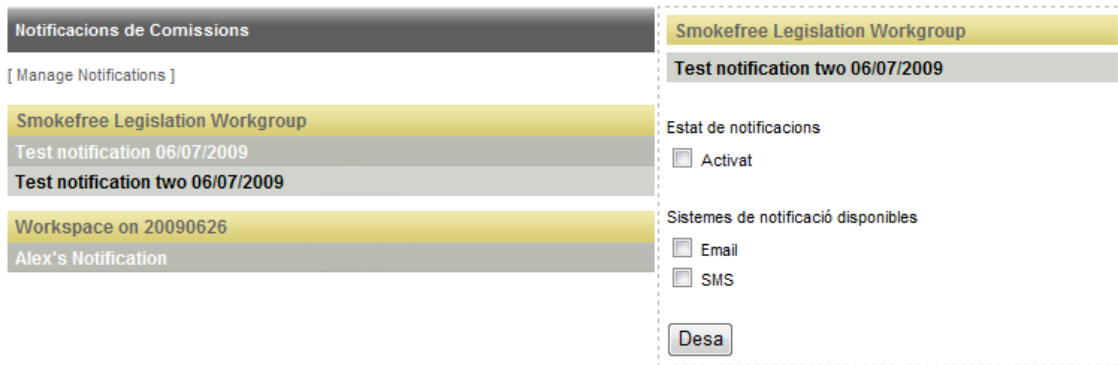 Notificacions de Comissions
[ Manage Notifications ]
Smokefree Legislation Workgroup
Test notification 06/07/2009
Test notification two 06/07/2009
Workspace on 20090626
Alex's Notification
Smokefree Legislation Workgroup
Test notification two 06/07/2009
Estat de notificacions
Activat
Sistemes de notificació disponibles
Email
SMS
Desa